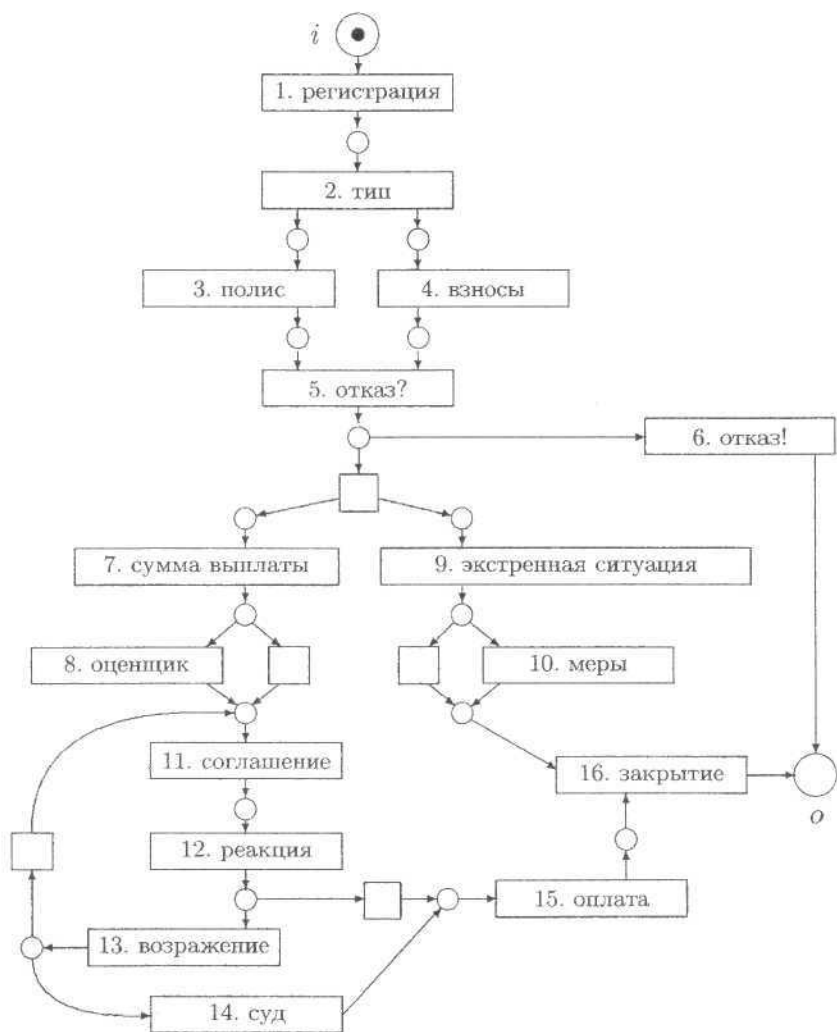 i
1. регистрация
2. тип
3. полис
4. взносы
5. отказ?
6. отказ!
7. сумма выплаты
9. экстренная ситуация
8. оценщик
10. меры
11. соглашение
16. закрытие
o
12. реакция
15. оплата
13. возражение
14. суд